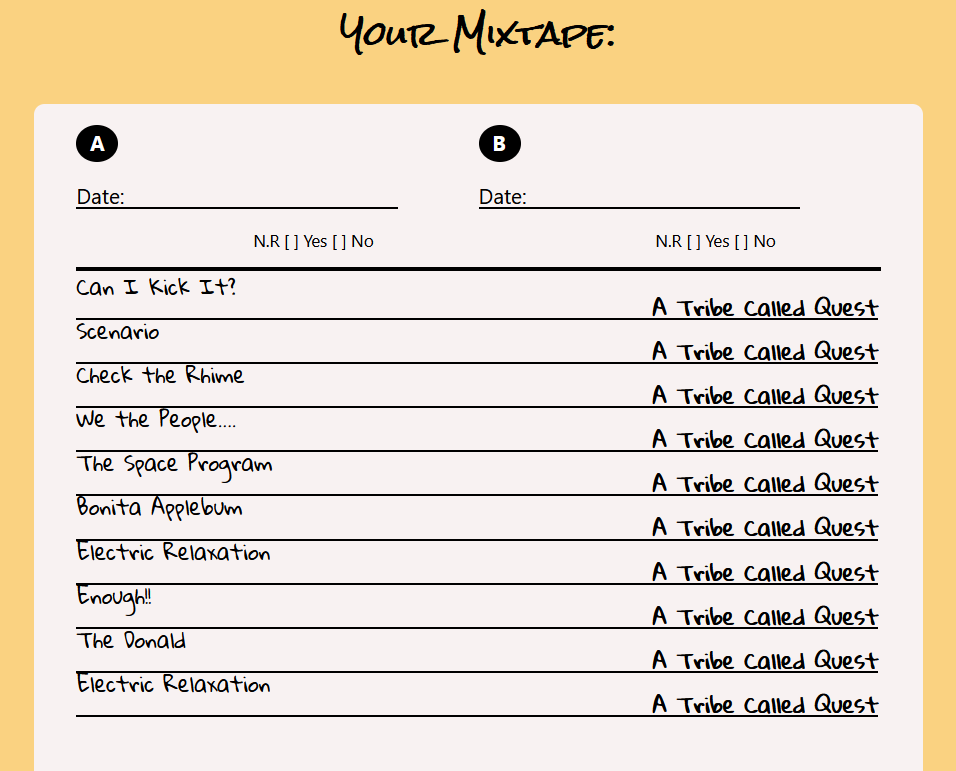 Your Mixtape:
A
B
Date:
Date:
N.R [ ] Yes [ ] No
N.R [ ] Yes [ ] No
Can I Kick It?
A Tribe Called Quest
Scenario
A Tribe Called Quest
Check the Rhime
A Tribe Called Quest
We the People....
A Tribe Called Quest
The Space Program
A Tribe Called Quest
Bonita Applebum
A Tribe Called Quest
Electric Relaxation
A Tribe Called Quest
Enough!!
A Tribe Called Quest
The Donald
A Tribe Called Quest
Electric Relaxation
A Tribe Called Quest